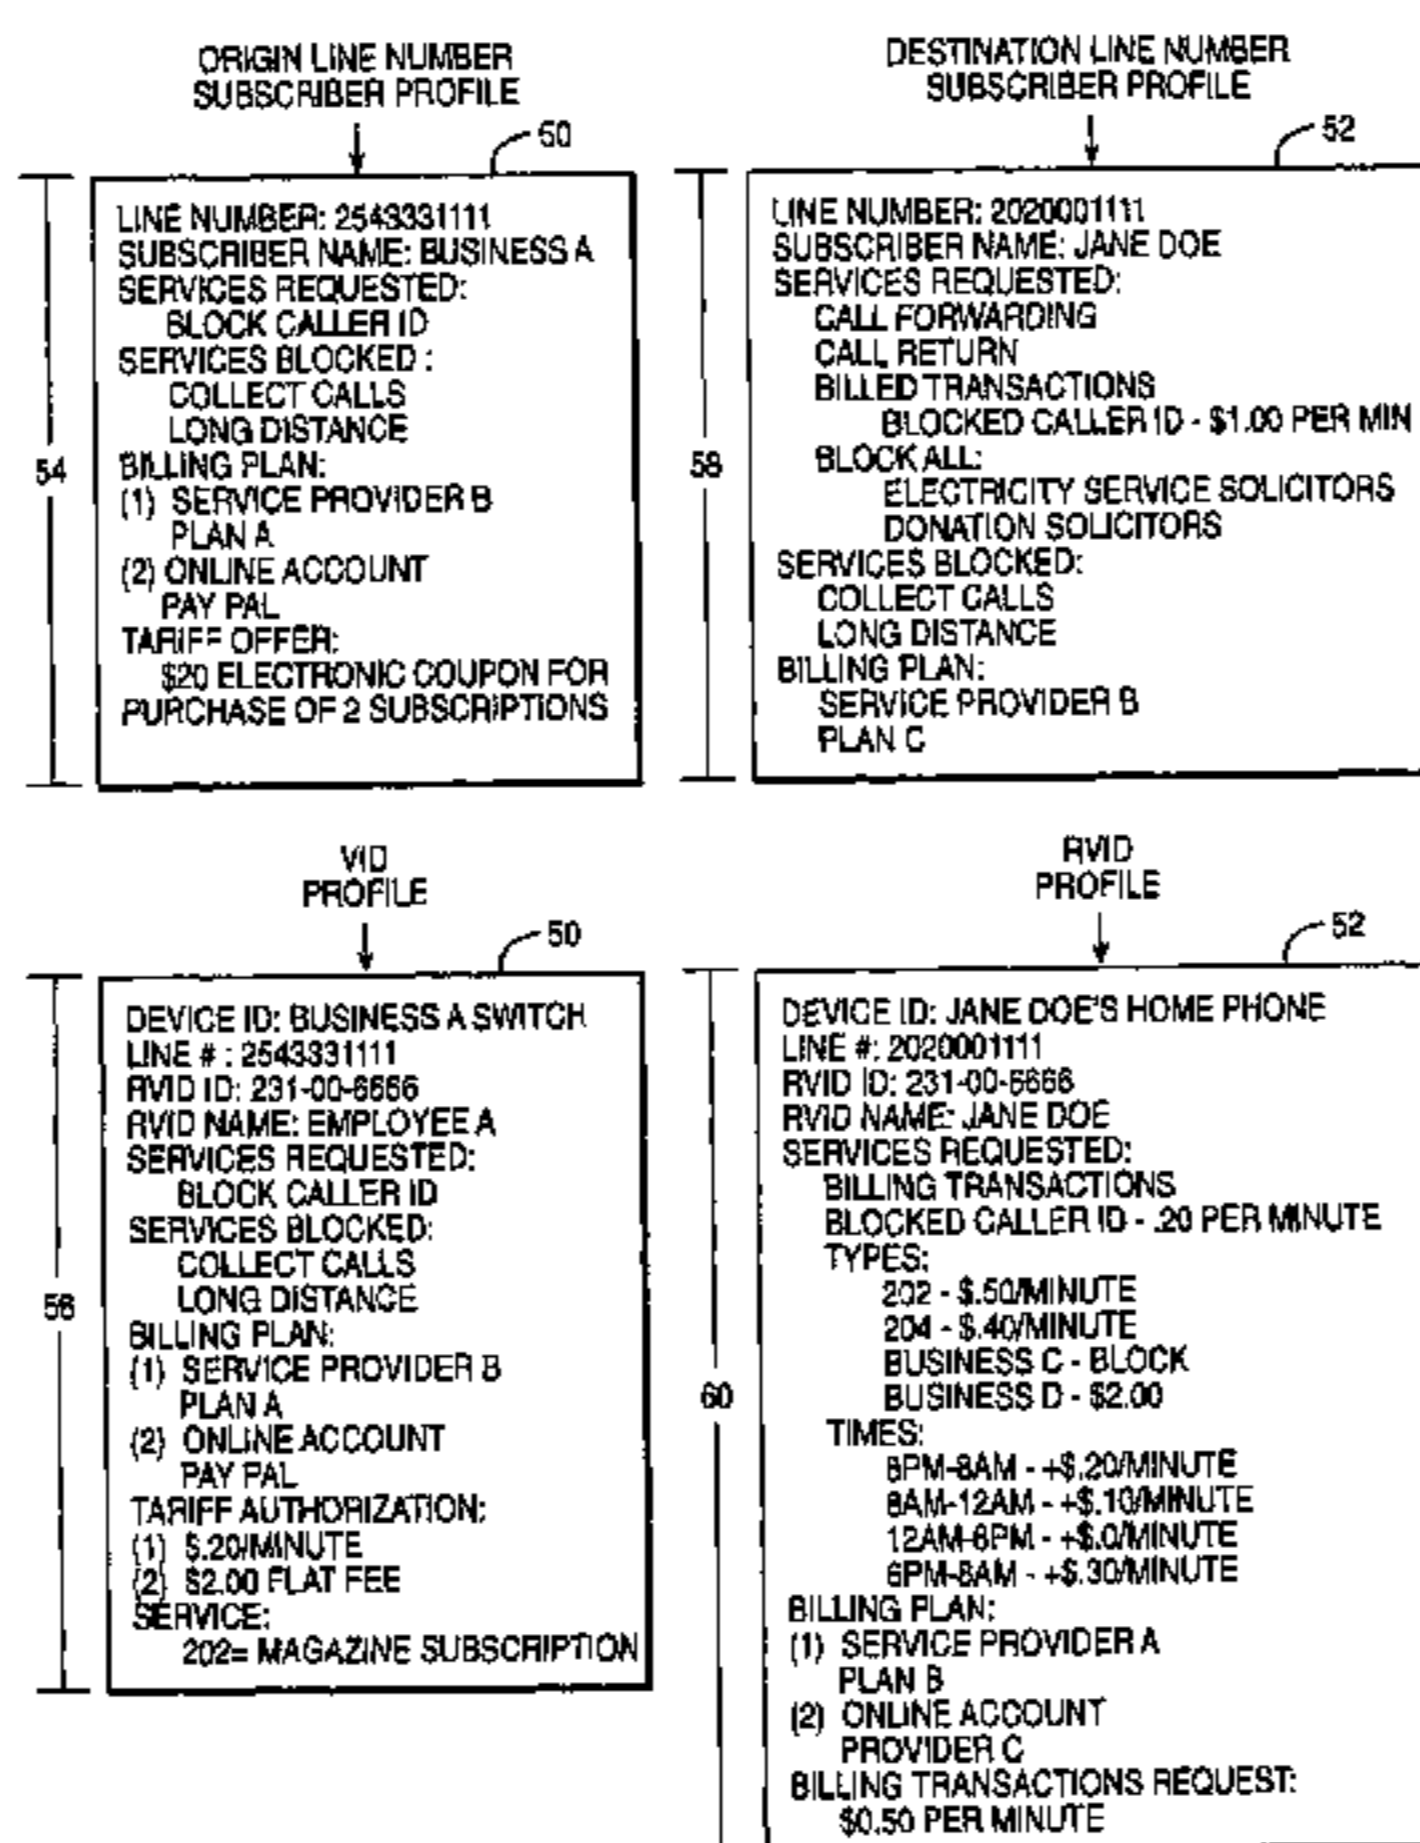 ORIGIN LINE NUMBER
SUBSCRIBER PROFILE
50
54
LINE NUMBER: 2543331111
SUBSCRIBER NAME: BUSINESS A
SERVICES REQUESTED:
BLOCK CALLER ID
SERVICES BLOCKED :
COLLECT CALLS
LONG DISTANCE
BILLING PLAN:
(1) SERVICE PROVIDER B
PLAN A
(2) ONLINE ACCOUNT
PAY PAL
TARIFF OFFER:
$20 ELECTRONIC COUPON FOR
PURCHASE OF 2 SUBSCRIPTIONS
DESTINATION LINE NUMBER
SUBSCRIBER PROFILE
52
58
LINE NUMBER: 2020001111
SUBSCRIBER NAME: JANE DOE
SERVICES REQUESTED:
CALL FORWARDING
CALL RETURN
BILLED TRANSACTIONS
BLOCKED CALLER ID - $1.00 PER MIN
BLOCK ALL:
ELECTRICITY SERVICE SOLICITORS
DONATION SOLICITORS
SERVICES BLOCKED:
COLLECT CALLS
LONG DISTANCE
BILLING PLAN:
SERVICE PROVIDER B
PLAN C
VID
PROFILE
50
56
DEVICE ID: BUSINESS A SWITCH
LINE # : 2543331111
RVID ID: 231-00-6666
RVID NAME: EMPLOYEE A
SERVICES REQUESTED:
BLOCK CALLER ID
SERVICES BLOCKED:
COLLECT CALLS
LONG DISTANCE
BILLING PLAN:
(1) SERVICE PROVIDER B
PLAN A
(2) ONLINE ACCOUNT
PAY PAL
TARIFF AUTHORIZATION:
(1) $.20/MINUTE
(2) $2.00 FLAT FEE
SERVICE:
202= MAGAZINE SUBSCRIPTION
RVID
PROFILE
52
60
DEVICE ID: JANE DOE'S HOME PHONE
LINE #: 2020001111
RVID ID: 231-00-6666
RVID NAME: JANE DOE
SERVICES REQUESTED:
BILLING TRANSACTIONS
BLOCKED CALLER ID - .20 PER MINUTE
TYPES:
202 - $.50/MINUTE
204 - $.40/MINUTE
BUSINESS C - BLOCK
BUSINESS D - $2.00
TIMES:
8PM-8AM - +$.20/MINUTE
8AM-12AM - +$.10/MINUTE
12AM-6PM - +$.0/MINUTE
6PM-8AM - +$.30/MINUTE
BILLING PLAN:
(1) SERVICE PROVIDER A
PLAN B
(2) ONLINE ACCOUNT
PROVIDER C
BILLING TRANSACTIONS REQUEST:
$0.50 PER MINUTE